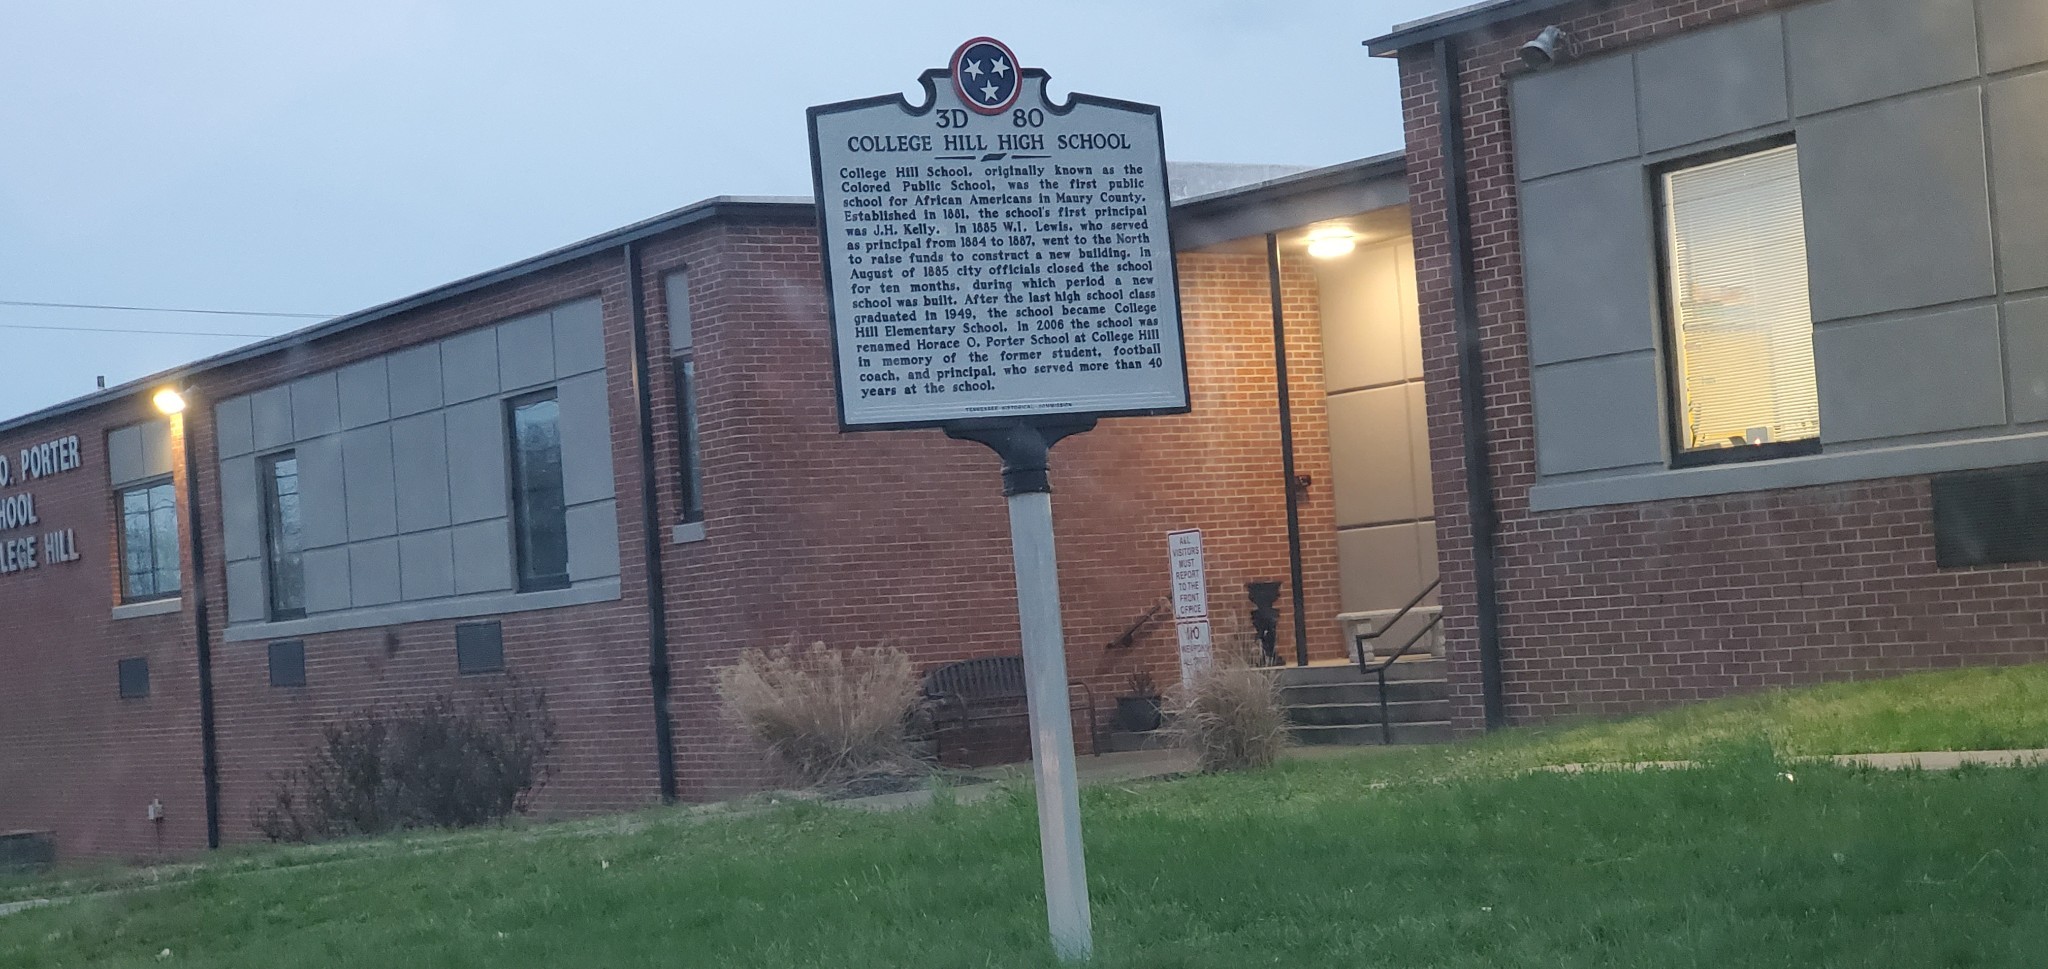 3D 80
COLLEGE HILL HIGH SCHOOL
College Hill School, originally known as the
Colored Public School, was the first public
school for African Americans in Maury County.
Established in 1881, the school's first principal
was J.H. Kelly. In 1885 W.I. Lewis, who served
as principal from 1884 to 1887, went to the North
to raise funds to construct a new building. In
August of 1885 city officials closed the school
for ten months, during which period a new
school was built. After the last high school class
graduated in 1949, the school became College
Hill Elementary School. In 2006 the school was
renamed Horace O. Porter School at College Hill
in memory of the former student, football
coach, and principal, who served more than 40
years at the school.
TENNESSEE HISTORICAL COMMISSION
O. PORTER
HOOL
LEGE HILL
ALL
VISITORS
MUST
REPORT
TO THE
FRONT
OFFICE
NO
WEAPONS